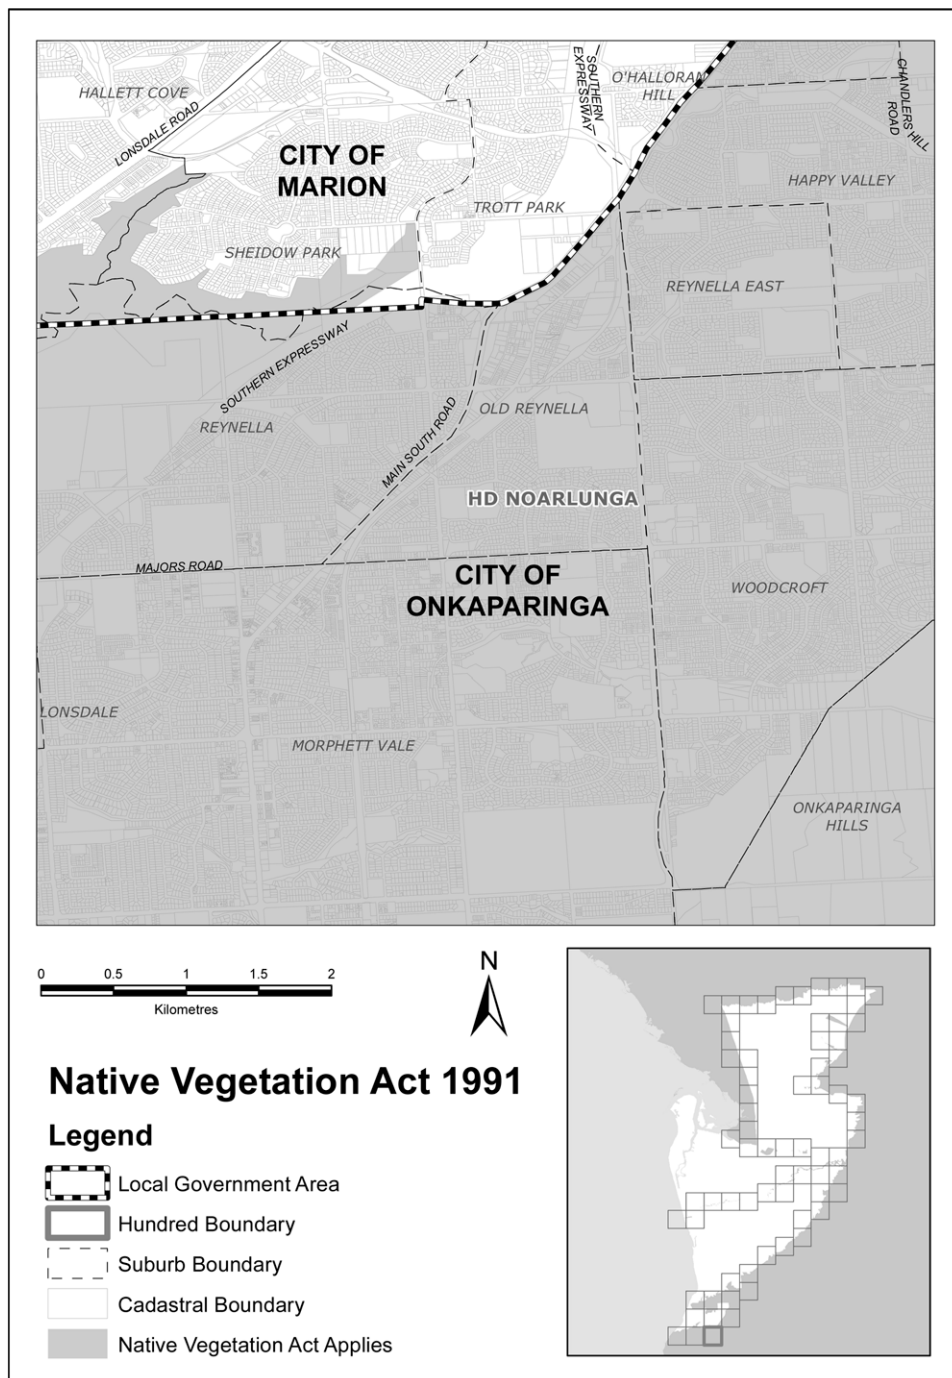 HALLETT COVE
LONSDALE ROAD
CITY OF
MARION
SOUTHERN
EXPRESSWAY
O'HALLORAN
HILL
CHANDLERS HILL
ROAD
HAPPY VALLEY
TROTT PARK
SHEIDOW PARK
REYNELLA EAST
SOUTHERN EXPRESSWAY
REYNELLA
MAIN SOUTH ROAD
OLD REYNELLA
HD NOARLUNGA
MAJORS ROAD
CITY OF
ONKAPARINGA
WOODCROFT
LONSDALE
MORPHETT VALE
ONKAPARINGA
HILLS
0 0.5 1 1.5 2
Kilometres
N
Native Vegetation Act 1991
Legend
Local Government Area
Hundred Boundary
Suburb Boundary
Cadastral Boundary
Native Vegetation Act Applies